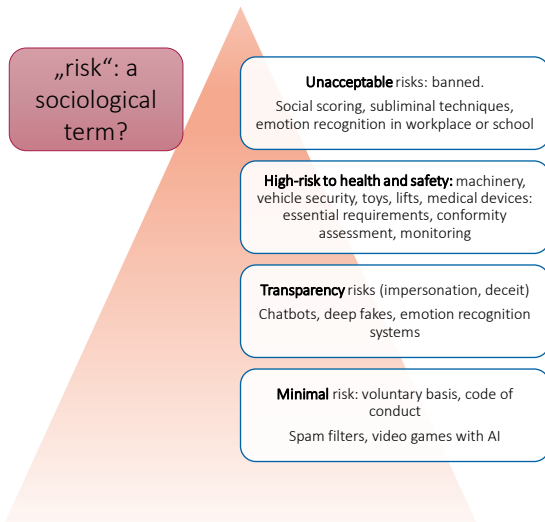 „risk“: a
sociological
term?
Unacceptable risks: banned.
Social scoring, subliminal techniques,
emotion recognition in workplace or school
High-risk to health and safety: machinery,
vehicle security, toys, lifts, medical devices:
essential requirements, conformity
assessment, monitoring
Transparency risks (impersonation, deceit)
Chatbots, deep fakes, emotion recognition
systems
Minimal risk: voluntary basis, code of
conduct
Spam filters, video games with AI